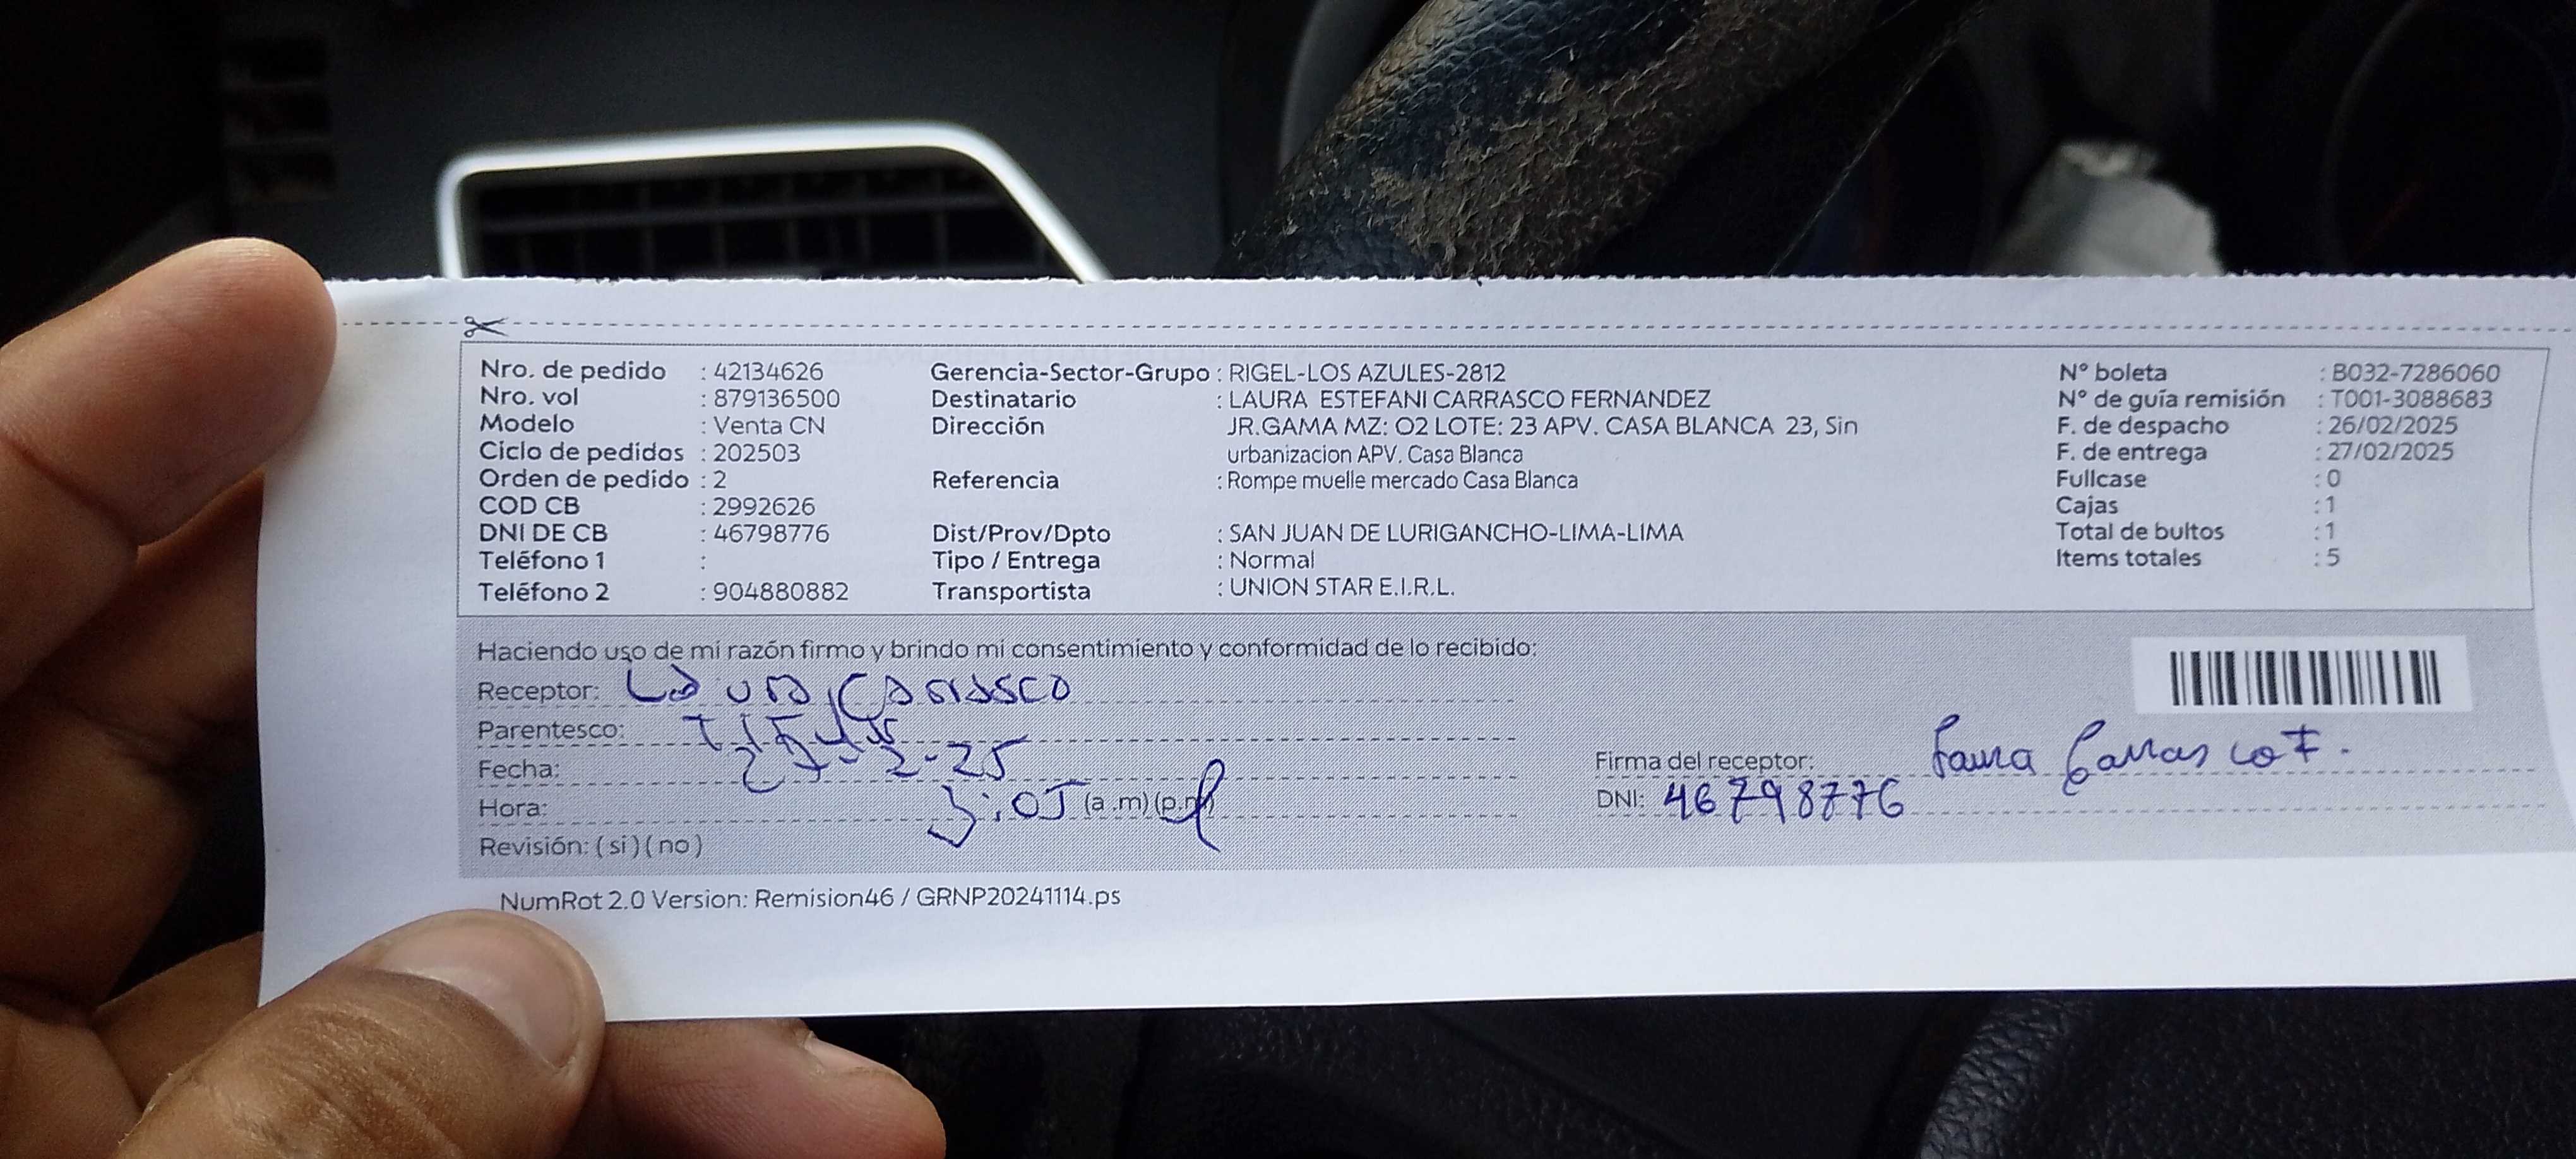 Nro. de pedido : 42134626 Gerencia-Sector-Grupo : RIGEL-LOS AZULES-2812 N° boleta : B032-7286060
Nro. vol : 879136500 Destinatario : LAURA ESTEFANI CARRASCO FERNANDEZ N° de guía remisión : T001-3088683
Modelo : Venta CN Dirección JR.GAMA MZ: O2 LOTE: 23 APV. CASA BLANCA 23, Sin F. de despacho : 26/02/2025
Ciclo de pedidos : 202503 urbanizacion APV. Casa Blanca F. de entrega : 27/02/2025
Orden de pedido : 2 Referencia : Rompe muelle mercado Casa Blanca Fullcase : 0
COD CB : 2992626 Cajas : 1
DNI DE CB : 46798776 Dist/Prov/Dpto : SAN JUAN DE LURIGANCHO-LIMA-LIMA Total de bultos : 1
Teléfono 1 : Tipo / Entrega : Normal Items totales : 5
Teléfono 2 : 904880882 Transportista : UNION STAR E.I.R.L.
Haciendo uso de mi razón firmo y brindo mi consentimiento y conformidad de lo recibido:
Receptor: Laura Carrasco
Parentesco: Titular
Fecha: 27-2-25 Firma del receptor: Laura Carrasco F.
Hora: 3:05 (a.m) (p.m) DNI: 46798776
Revisión: ( si ) ( no )
NumRot 2.0 Version: Remision46 / GRNP20241114.ps